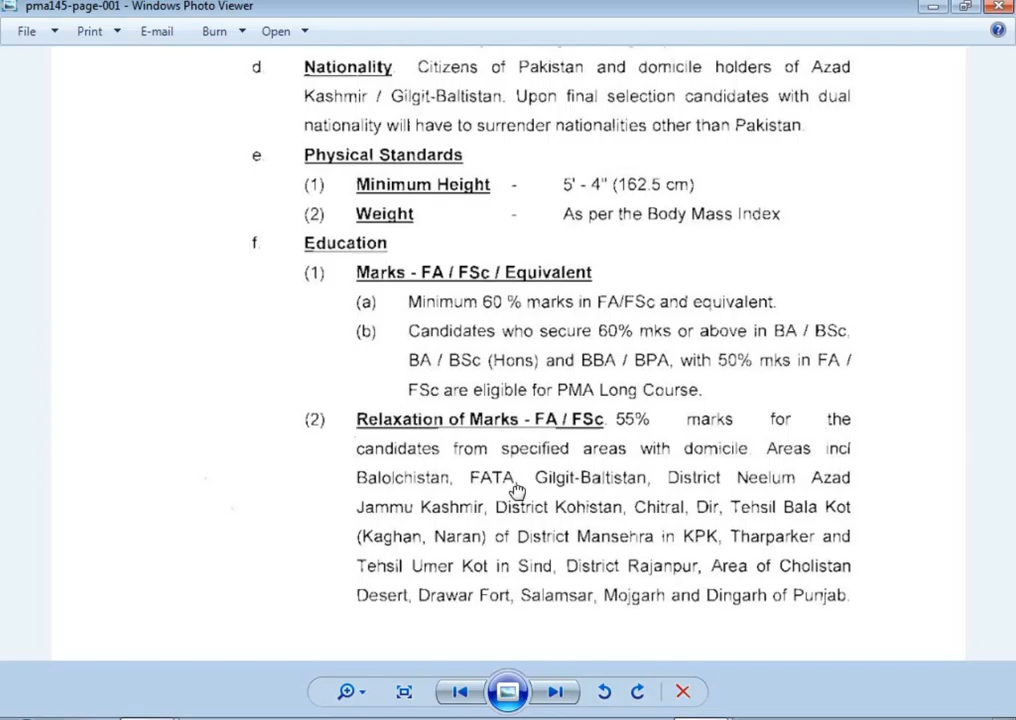 pma145-page-001 - Windows Photo Viewer
File Print E-mail Burn Open
d. Nationality. Citizens of Pakistan and domicile holders of Azad
Kashmir / Gilgit-Baltistan. Upon final selection candidates with dual
nationality will have to surrender nationalities other than Pakistan.
e. Physical Standards
(1) Minimum Height - 5' - 4" (162.5 cm)
(2) Weight - As per the Body Mass Index
f. Education
(1) Marks - FA / FSc / Equivalent
(a) Minimum 60 % marks in FA/FSc and equivalent.
(b) Candidates who secure 60% mks or above in BA / BSc,
BA / BSc (Hons) and BBA / BPA, with 50% mks in FA /
FSc are eligible for PMA Long Course.
(2) Relaxation of Marks - FA / FSc. 55% marks for the
candidates from specified areas with domicile. Areas incl
Balolchistan, FATA, Gilgit-Baltistan, District Neelum Azad
Jammu Kashmir, District Kohistan, Chitral, Dir, Tehsil Bala Kot
(Kaghan, Naran) of District Mansehra in KPK, Tharparker and
Tehsil Umer Kot in Sind, District Rajanpur, Area of Cholistan
Desert, Drawar Fort, Salamsar, Mojgarh and Dingarh of Punjab.